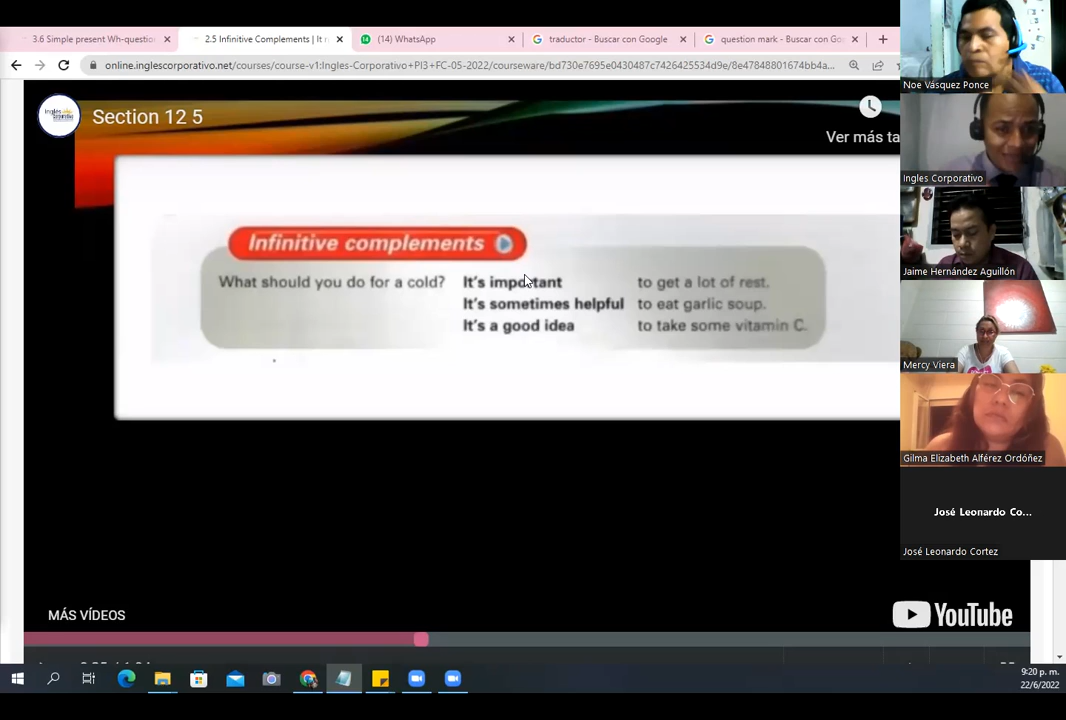 3.6 Simple present Wh-questio
2.5 Infinitive Complements | It r
(14) WhatsApp
traductor - Buscar con Google
question mark - Buscar con Go
online.inglescorporativo.net/courses/course-v1:Ingles-Corporativo+PI3+FC-05-2022/courseware/bd730e7695e0430487c7426425534d9e/8e47848801674bb4a...
Section 12 5
Ver más ta
Infinitive complements
What should you do for a cold? It's important to get a lot of rest.
It's sometimes helpful to eat garlic soup.
It's a good idea to take some vitamin C.
MÁS VÍDEOS
YouTube
Noe Vásquez Ponce
Ingles Corporativo
Jaime Hernández Aguillón
Mercy Viera
Gilma Elizabeth Alférez Ordóñez
José Leonardo Co...
José Leonardo Cortez
9:20 p. m.
22/6/2022